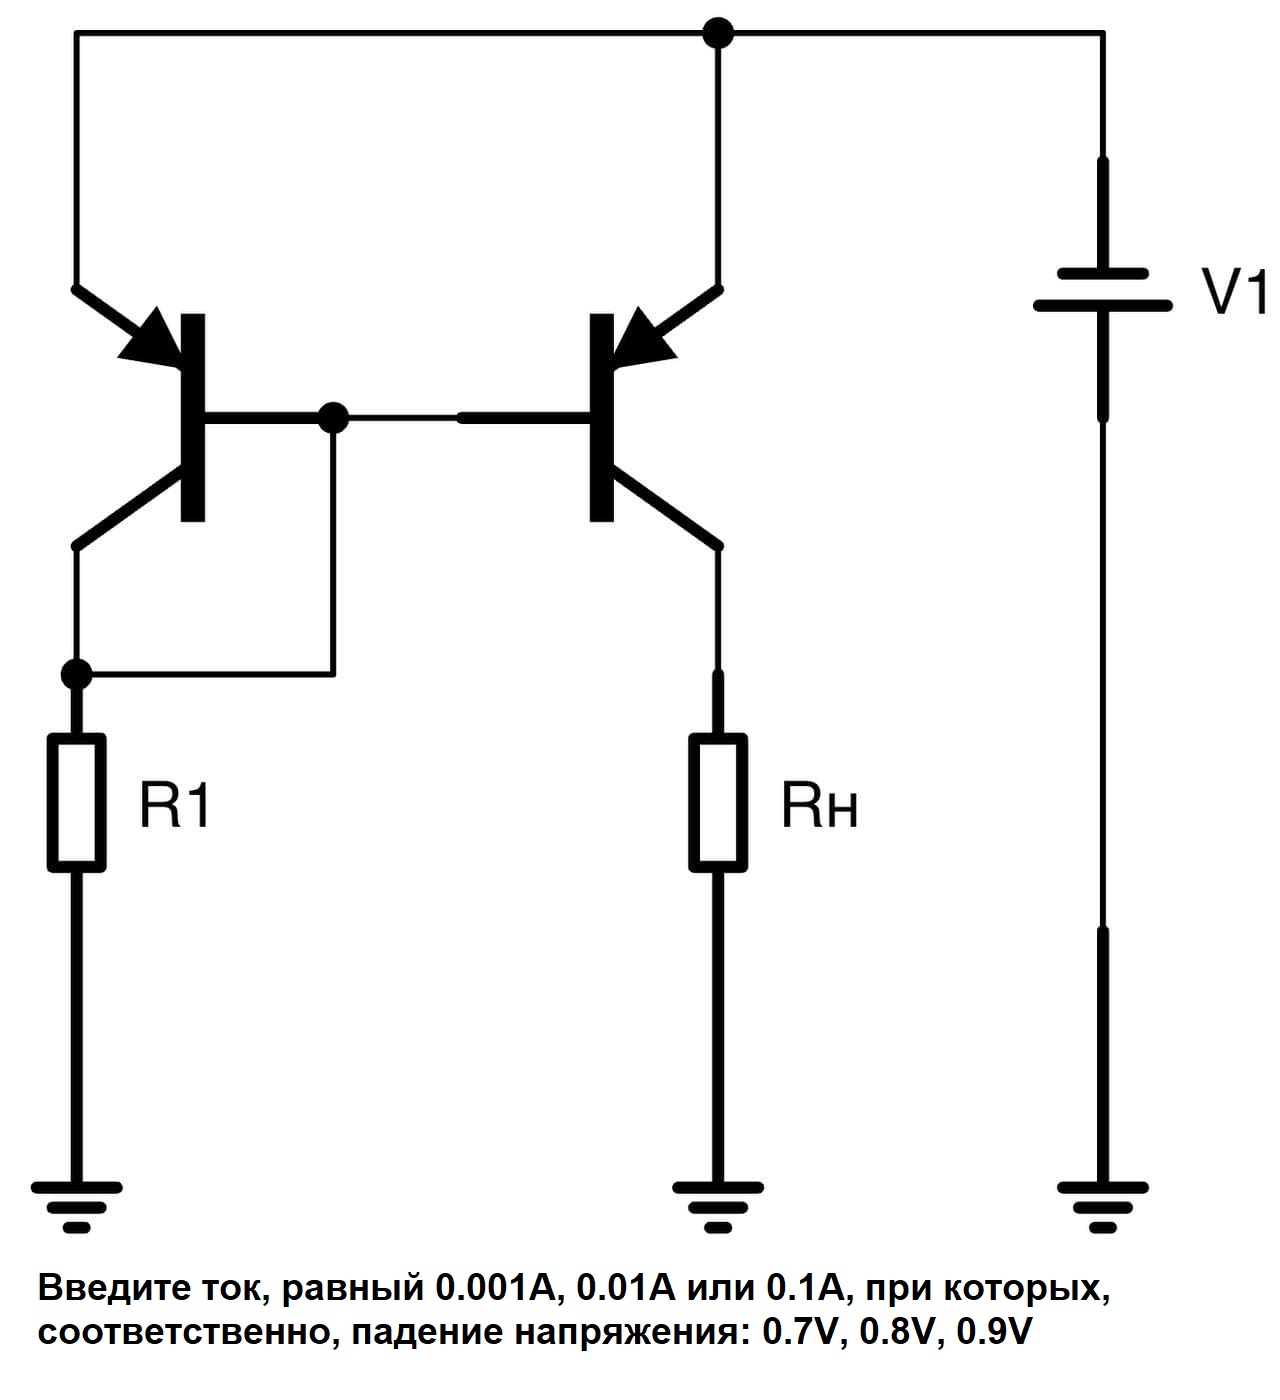 V1
R1
Rн
Введите ток, равный 0.001А, 0.01А или 0.1А, при которых,
соответственно, падение напряжения: 0.7V, 0.8V, 0.9V